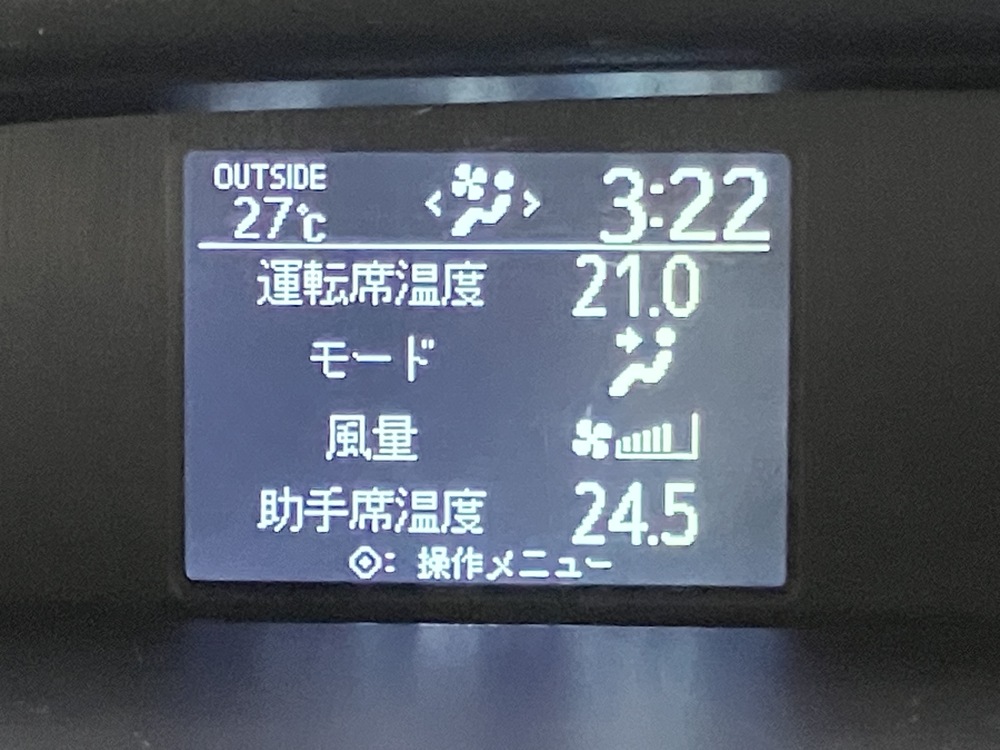 OUTSIDE
27℃
3:22
運転席温度 21.0
モード
風量
助手席温度 24.5
: 操作メニュー